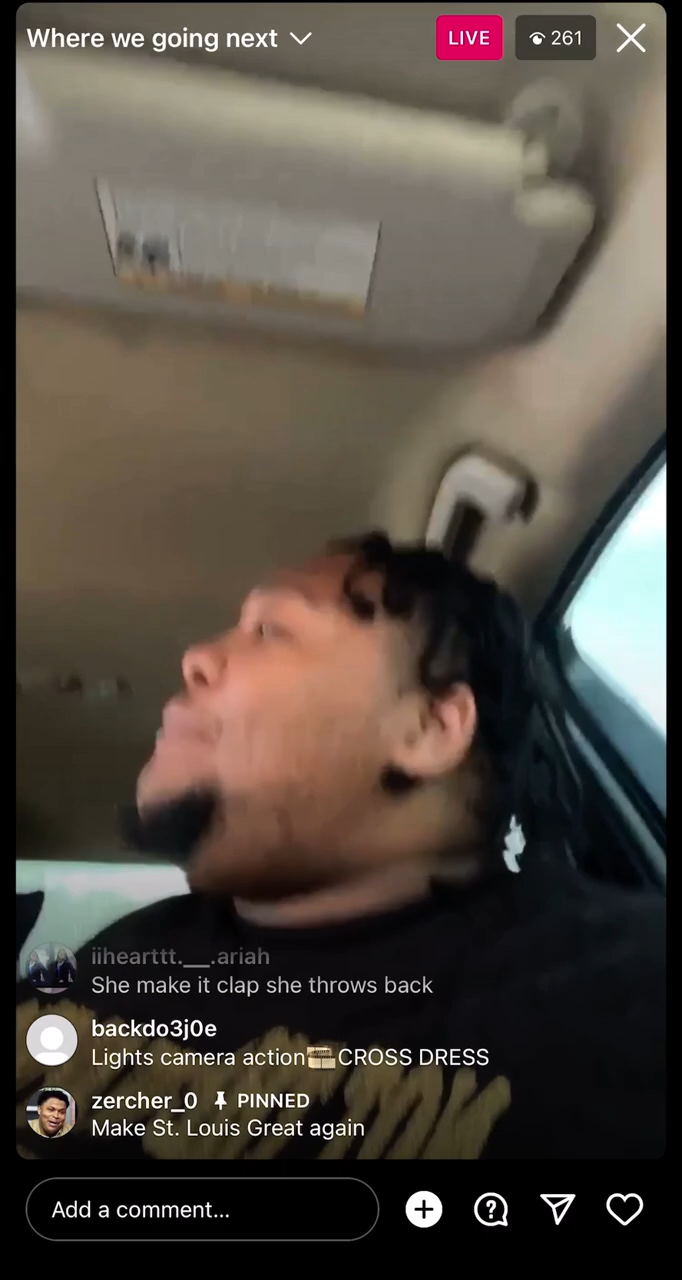 Where we going next
LIVE
261
iihearttt.___.ariah
She make it clap she throws back
backdo3j0e
Lights camera action CROSS DRESS
zercher_0 PINNED
Make St. Louis Great again
Add a comment...